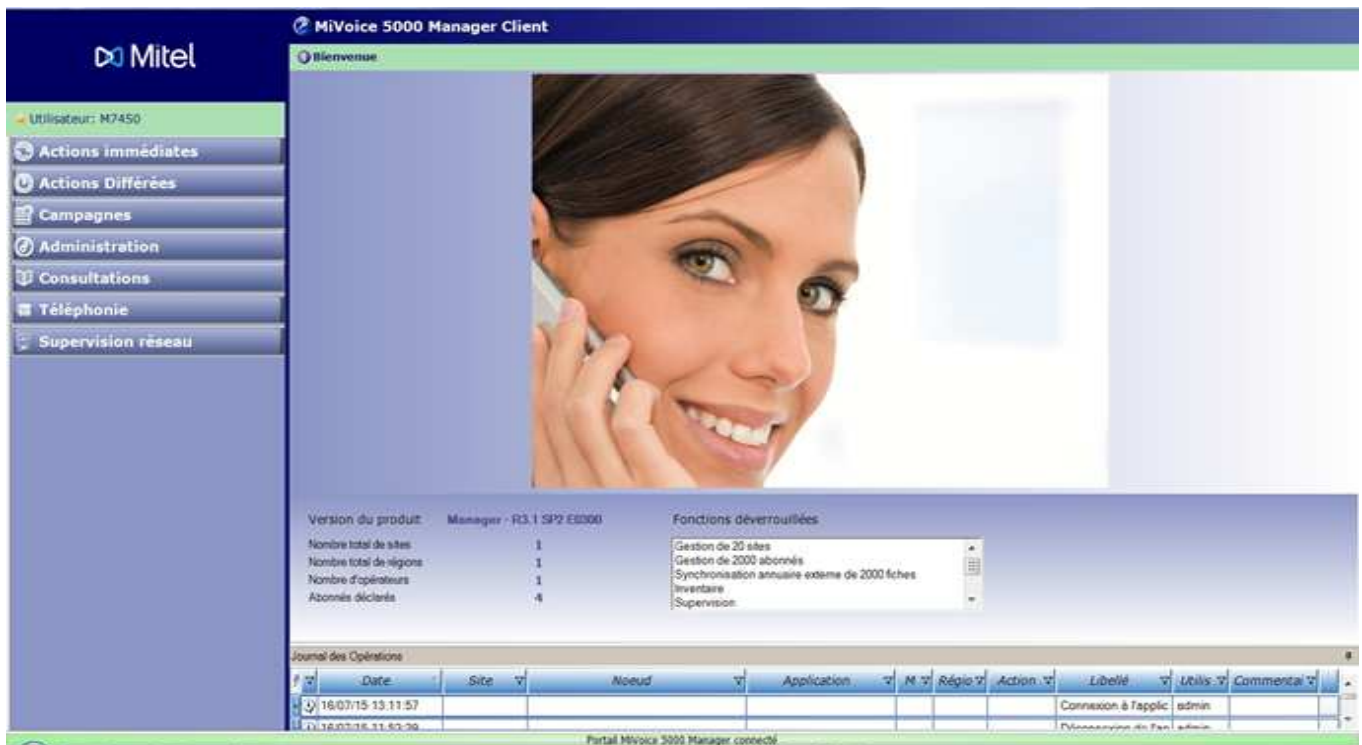 Mitel
MiVoice 5000 Manager Client
Bienvenue
Utilisateur: M7450
Actions immédiates
Actions Différées
Campagnes
Administration
Consultations
Téléphonie
Supervision réseau
Version du produit Manager - R3.1 SP2 E0300
Nombre total de sites 1
Nombre total de régions 1
Nombre d'opérateurs 1
Abonnés déclarés 4
Fonctions déverrouillées
Gestion de 20 sites
Gestion de 2000 abonnés
Synchronisation annuaire externe de 2000 fiches
Inventaire
Supervision
Journal des Opérations
Date Site Noeud Application M Régio Action Libellé Utilis Commentai
16/07/15 13:11:57 Connexion à l'applic admin
Portail MiVoice 5000 Manager connecté